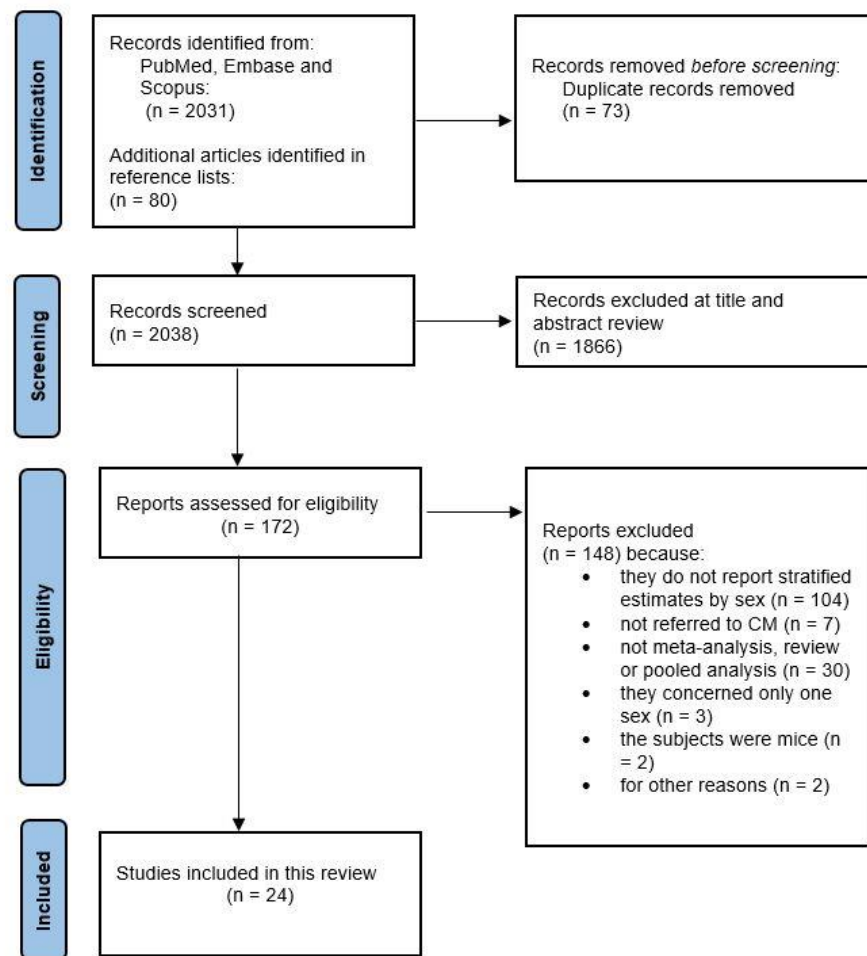 Identification
Records identified from:
PubMed, Embase and
Scopus:
(n = 2031)
Additional articles identified in
reference lists:
(n = 80)
Records removed before screening:
Duplicate records removed
(n = 73)
Screening
Records screened
(n = 2038)
Records excluded at title and
abstract review
(n = 1866)
Eligibility
Reports assessed for eligibility
(n = 172)
Reports excluded
(n = 148) because:
• they do not report stratified
estimates by sex (n = 104)
• not referred to CM (n = 7)
• not meta-analysis, review
or pooled analysis (n = 30)
• they concerned only one
sex (n = 3)
• the subjects were mice (n
= 2)
• for other reasons (n = 2)
Included
Studies included in this review
(n = 24)